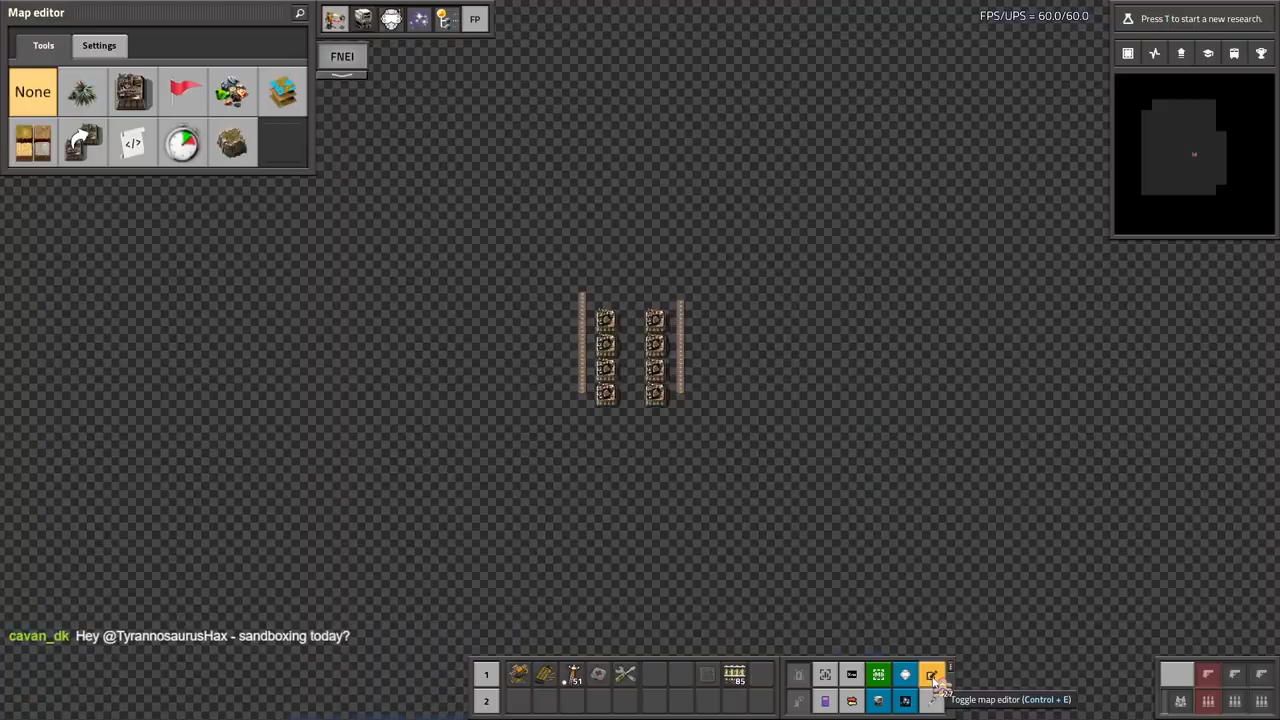 Map editor
FP
FPS/UPS = 60.0/60.0
Press T to start a new research.
Tools
Settings
FNEI
None
</>
cavan_dk Hey @TyrannosaurusHax - sandboxing today?
1
51
85
2
Toggle map editor (Control + E)